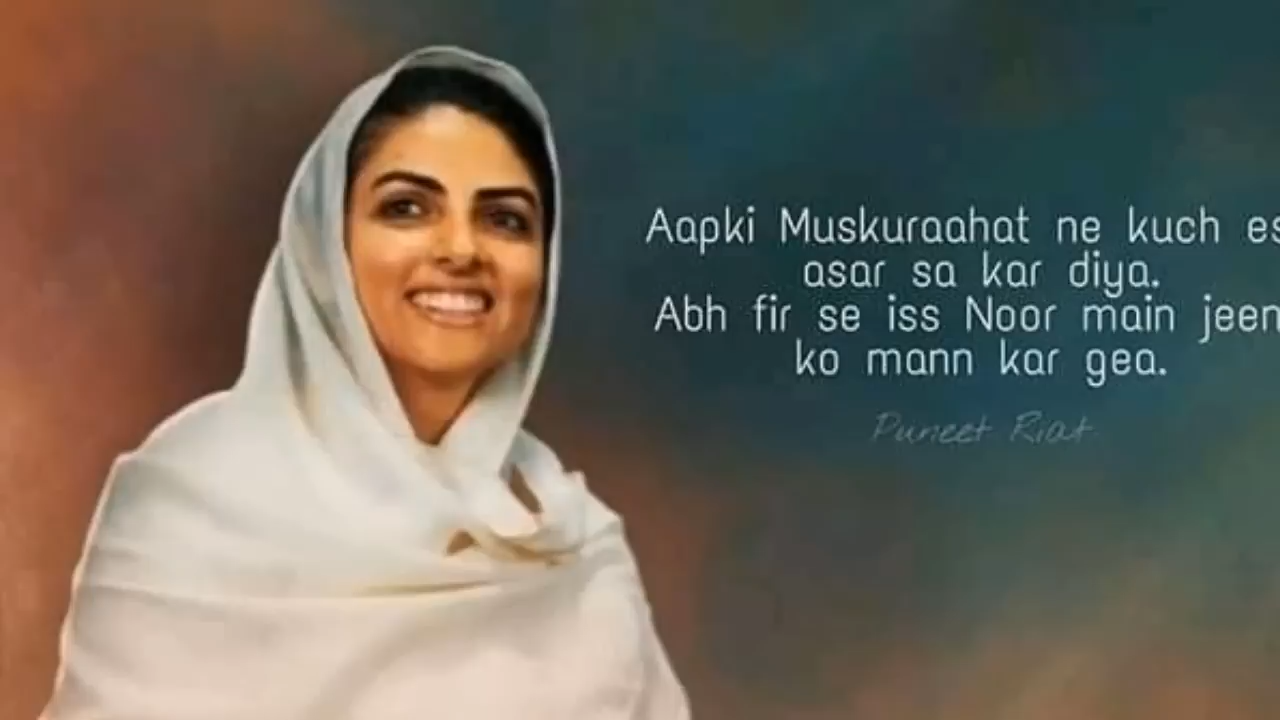 Aapki Muskuraahat ne kuch es
asar sa kar diya.
Abh fir se iss Noor main jeen
ko mann kar gea.
Puneet Riat